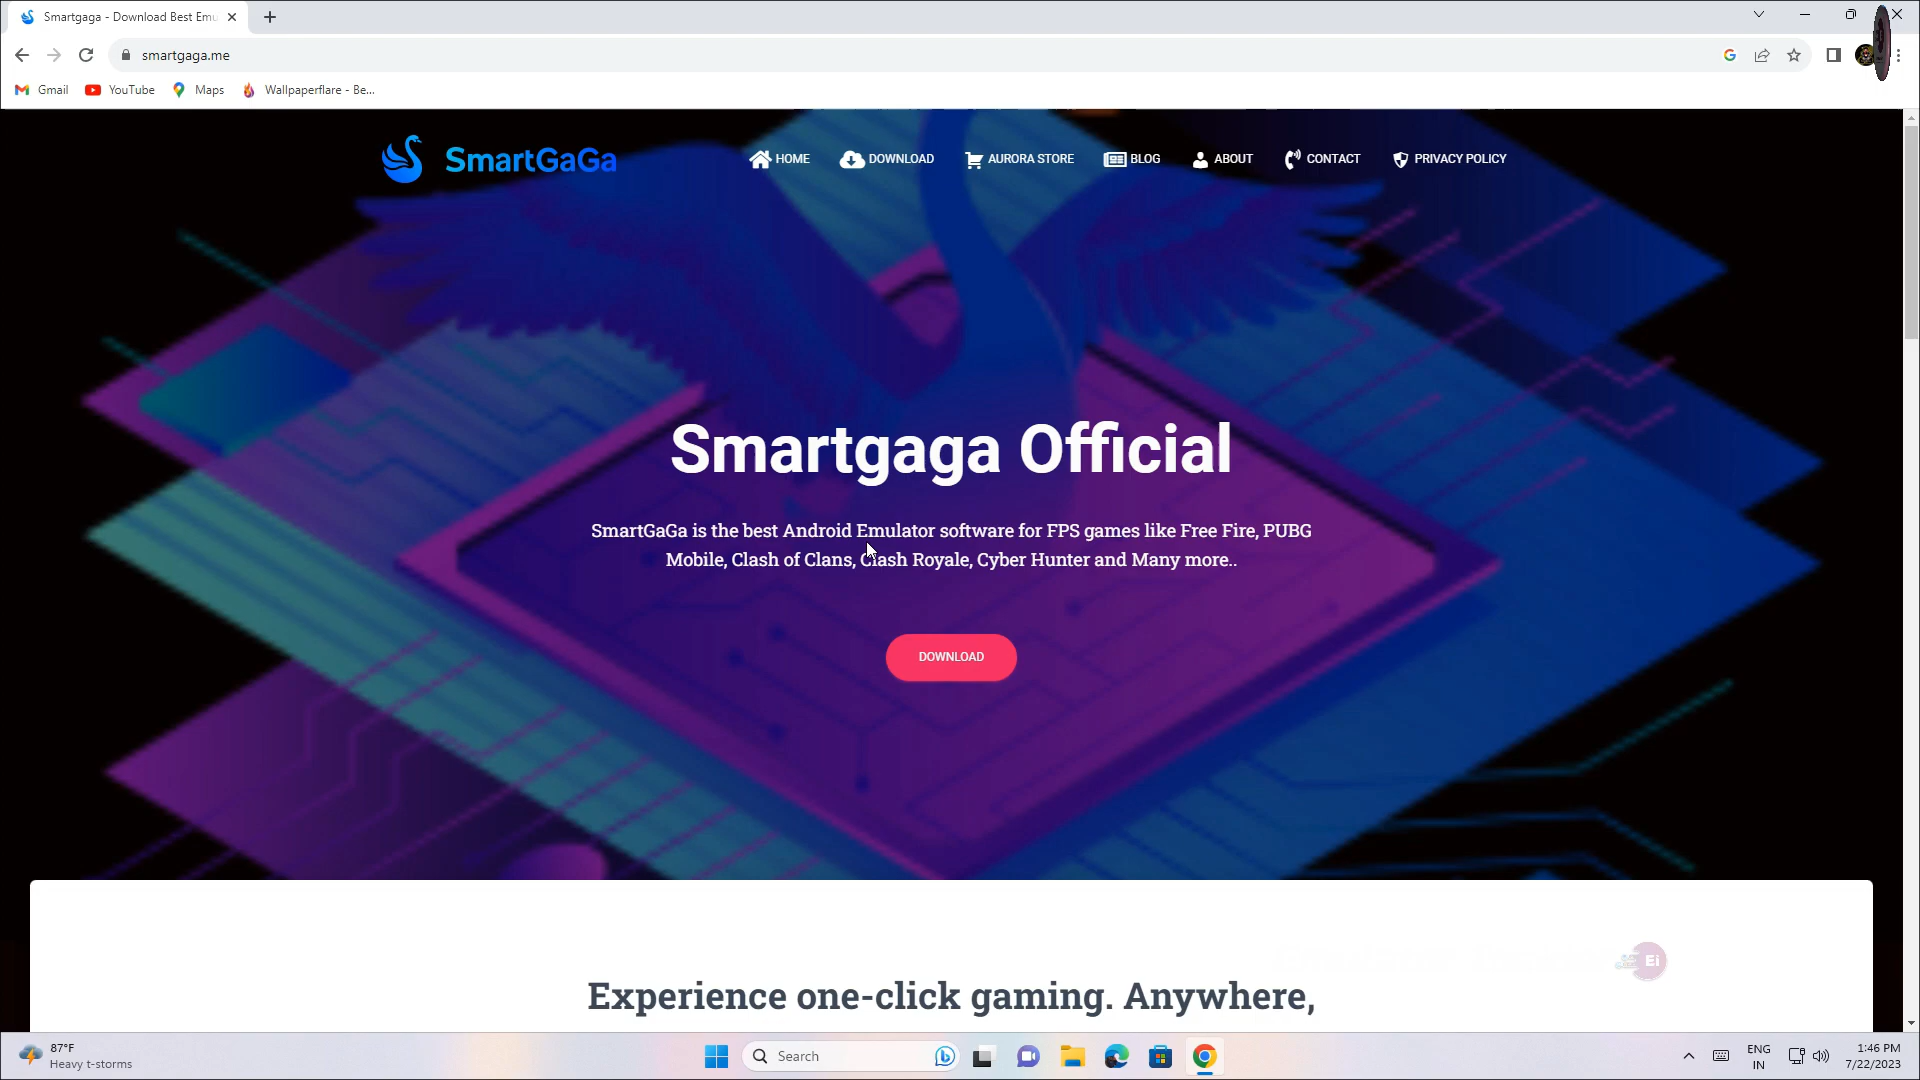 Smartgaga - Download Best Emu
smartgaga.me
Gmail
YouTube
Maps
Wallpaperflare - Be...
SmartGaGa
HOME
DOWNLOAD
AURORA STORE
BLOG
ABOUT
CONTACT
PRIVACY POLICY
Smartgaga Official
SmartGaGa is the best Android Emulator software for FPS games like Free Fire, PUBG
Mobile, Clash of Clans, Clash Royale, Cyber Hunter and Many more..
DOWNLOAD
Ei
Experience one-click gaming. Anywhere,
87°F
Heavy t-storms
Search
ENG
IN
1:46 PM
7/22/2023